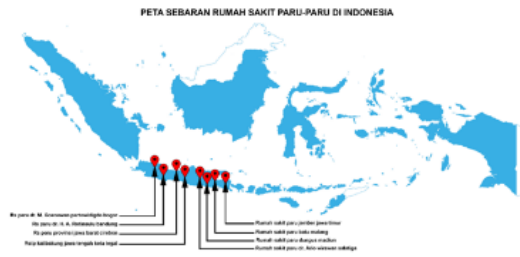 PETA SEBARAN RUMAH SAKIT PARU-PARU DI INDONESIA
Rs paru dr. M. Goenawan partowidigdo bogor
Rs paru dr. H. A. Rotinsulu bandung
Rs paru provinsi jawa barat cirebon
jawa tengah kota tegal
Rumah sakit paru jember jawa timur
Rumah sakit paru batu malang
Rumah sakit paru dungus madiun
Rumah sakit paru dr. Ario wirawan salatiga